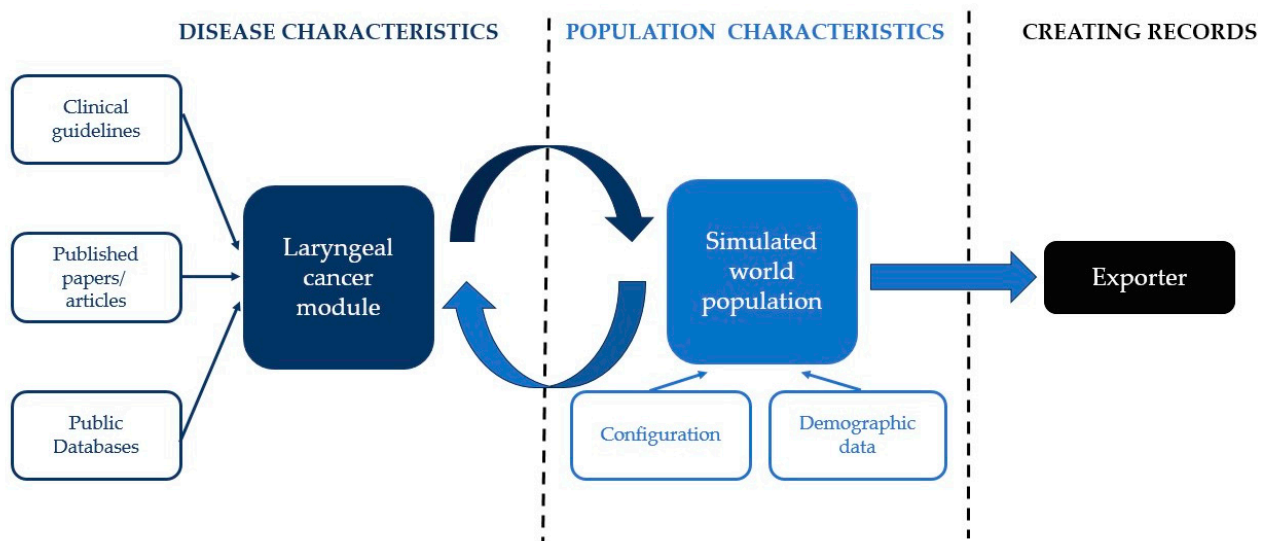 DISEASE CHARACTERISTICS
POPULATION CHARACTERISTICS
CREATING RECORDS
Clinical
guidelines
Published
papers/
articles
Public
Databases
Laryngeal
cancer
module
Simulated
world
population
Configuration
Demographic
data
Exporter